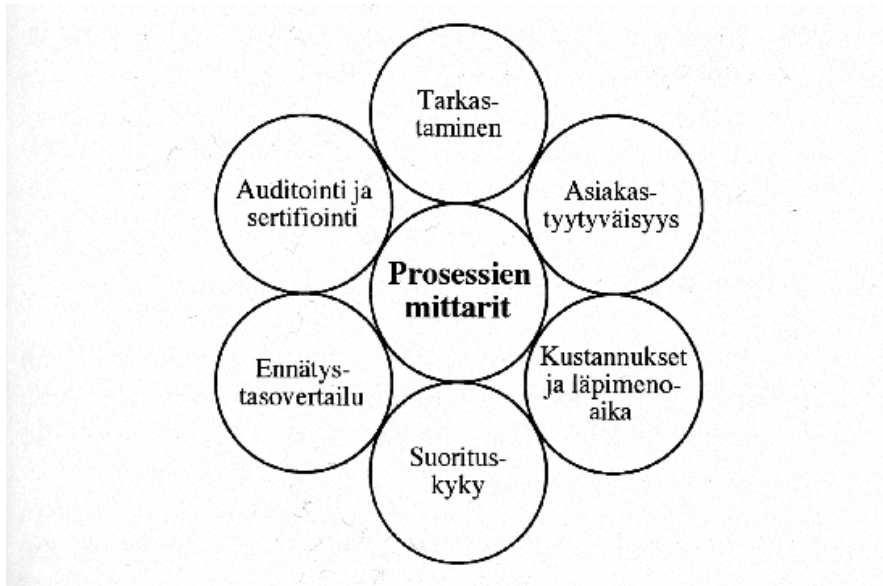 Tarkas-
taminen
Auditointi ja
sertifiointi
Asiakas-
tyytyväisyys
Prosessien
mittarit
Ennätys-
tasovertailu
Kustannukset
ja läpimeno-
aika
Suoritus-
kyky